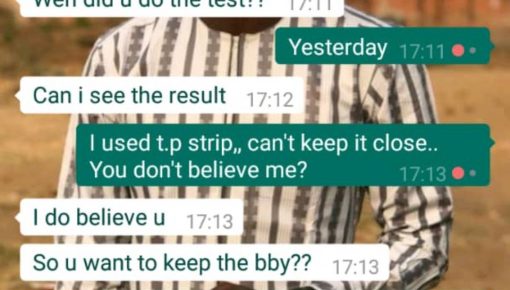 Wen did u do the test?? 17:11
Yesterday 17:11
Can i see the result 17:12
I used t.p strip,, can't keep it close..
You don't believe me? 17:13
I do believe u 17:13
So u want to keep the bby?? 17:13